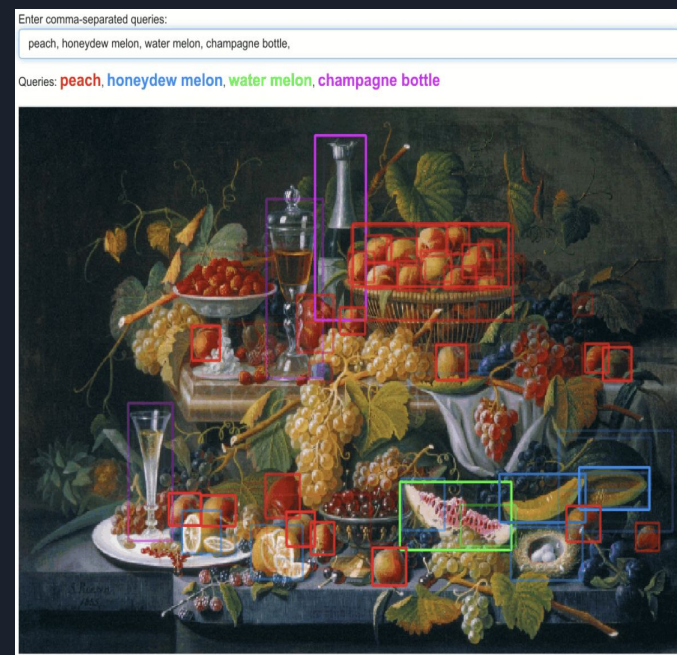 Enter comma-separated queries:
peach, honeydew melon, water melon, champagne bottle,
Queries: peach, honeydew melon, water melon, champagne bottle